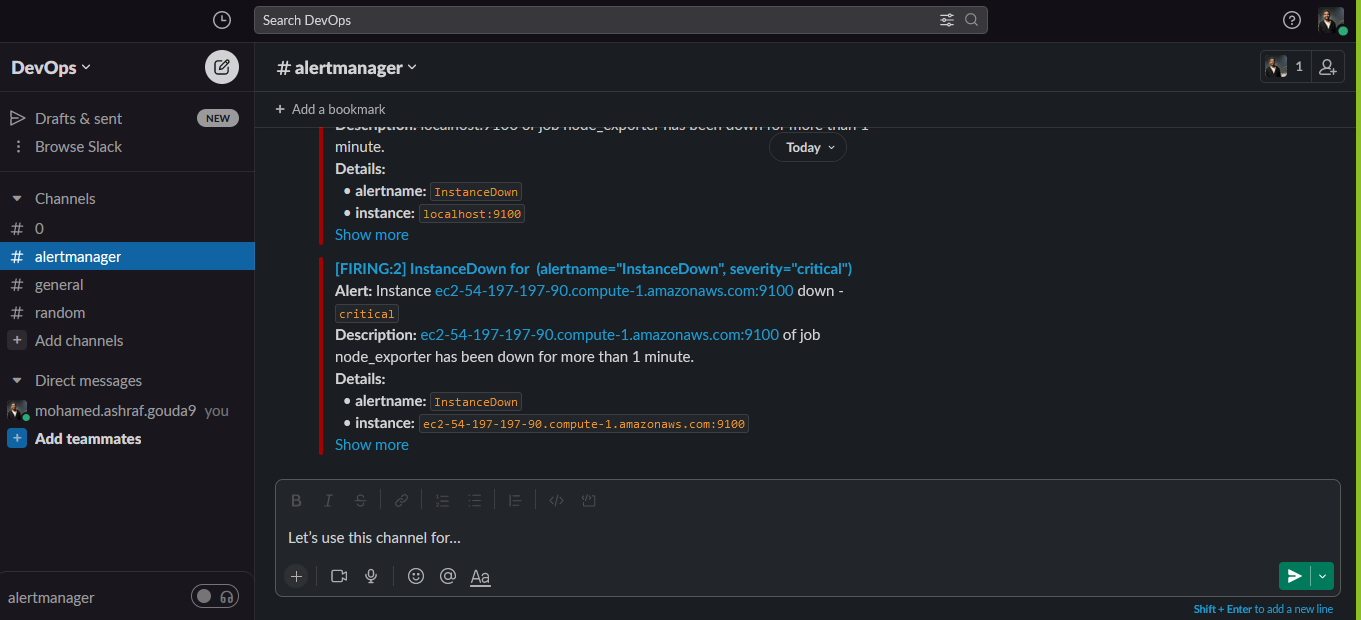 Search DevOps
DevOps
Drafts & sent NEW
Browse Slack
Channels
# 0
# alertmanager
# general
# random
+ Add channels
Direct messages
mohamed.ashraf.gouda9 you
+ Add teammates
alertmanager
# alertmanager
1
+ Add a bookmark
Today
Description: localhost:9100 of job node_exporter has been down for more than 1
minute.
Details:
• alertname: InstanceDown
• instance: localhost:9100
Show more
[FIRING:2] InstanceDown for (alertname="InstanceDown", severity="critical")
Alert: Instance ec2-54-197-197-90.compute-1.amazonaws.com:9100 down -
critical
Description: ec2-54-197-197-90.compute-1.amazonaws.com:9100 of job
node_exporter has been down for more than 1 minute.
Details:
• alertname: InstanceDown
• instance: ec2-54-197-197-90.compute-1.amazonaws.com:9100
Show more
B I S
Let’s use this channel for...
Aa
Shift + Enter to add a new line